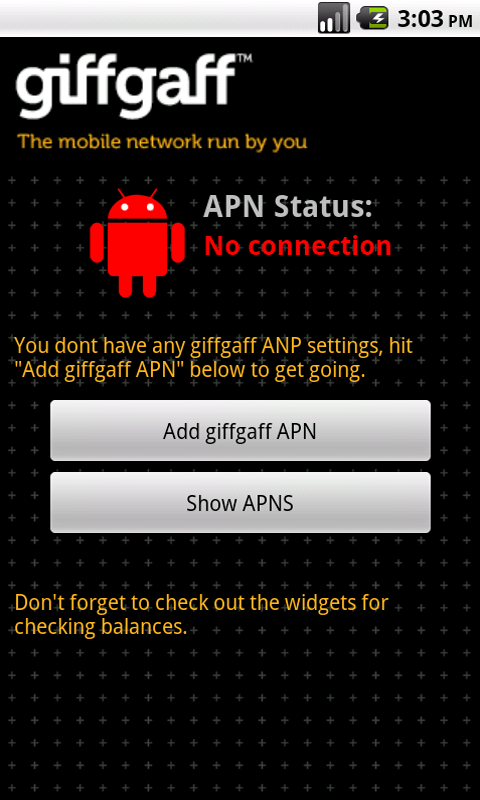 3:03 PM
giffgaff™
The mobile network run by you
APN Status:
No connection
You dont have any giffgaff ANP settings, hit
"Add giffgaff APN" below to get going.
Add giffgaff APN
Show APNS
Don't forget to check out the widgets for
checking balances.